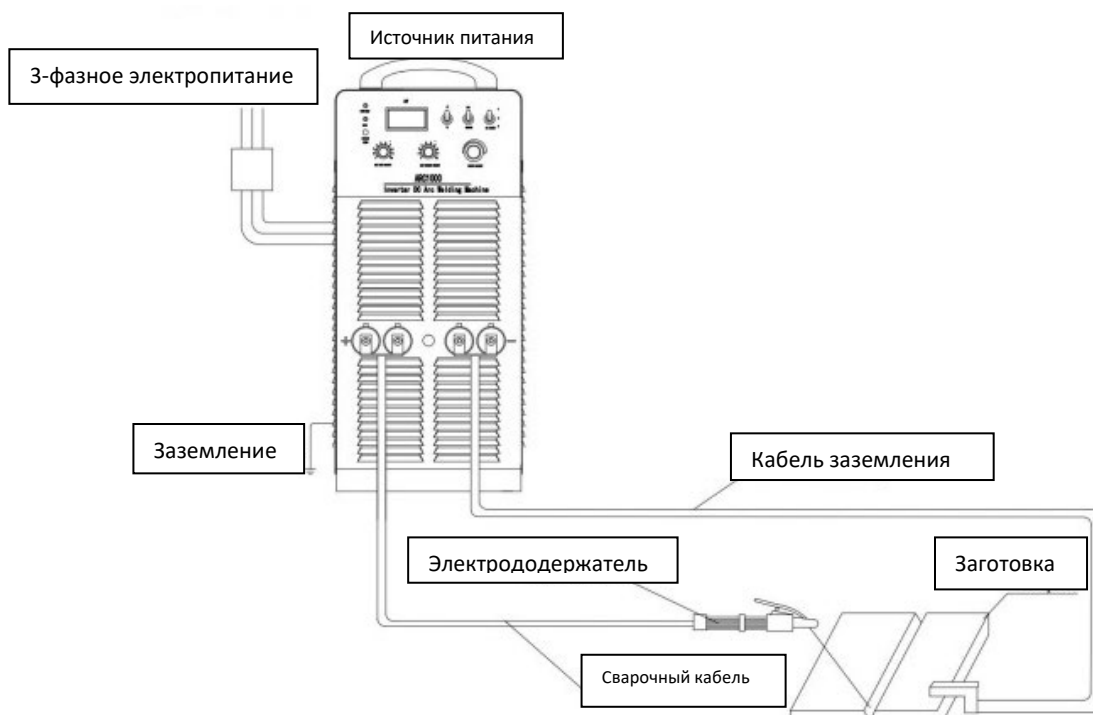 Источник питания
3-фазное электропитание
ARC1000
Inverter DC Arc Welding Machine
+
−
Заземление
Кабель заземления
Электрододержатель
Заготовка
Сварочный кабель